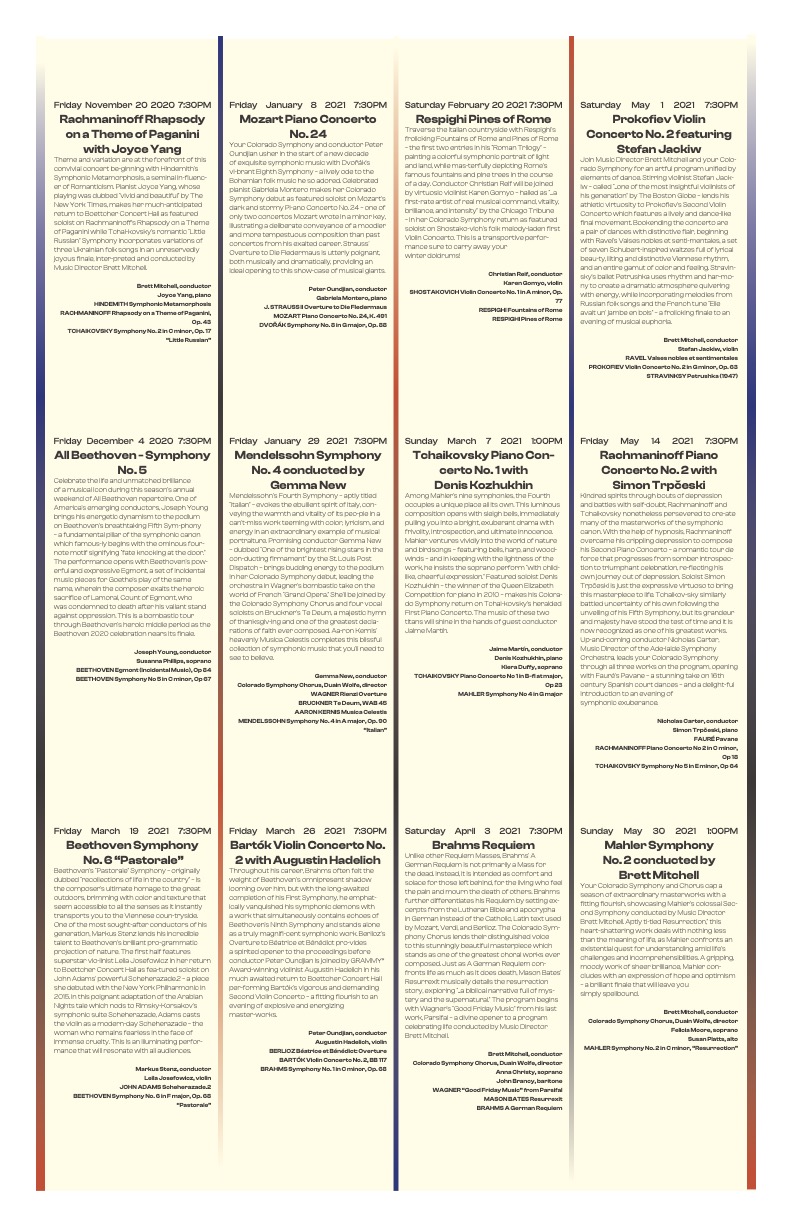 Friday November 20 2020 7:30PM
Rachmaninoff Rhapsody
on a Theme of Paganini
with Joyce Yang
Theme and variation are at the forefront of this
convivial concert beginning with Hindemith's
Symphonic Metamorphosis, a seminal in-fluenc-
er of Romanticism. Pianist Joyce Yang, whose
playing was dubbed "vivid and beautiful" by The
New York Times, makes her much-anticipated
return to Boettcher Concert Hall as featured
soloist on Rachmaninoff's Rhapsody on a Theme
of Paganini while Tchaikovsky's romantic "Little
Russian" Symphony incorporates variations of
three Ukrainian folk songs in an unreservedly
joyous finale, inter-preted and conducted by
Music Director Brett Mitchell.
Brett Mitchell, conductor
Joyce Yang, piano
HINDEMITH Symphonic Metamorphosis
RACHMANINOFF Rhapsody on a Theme of Paganini,
Op. 43
TCHAIKOVSKY Symphony No. 2 in C minor, Op. 17
"Little Russian"
Friday December 4 2020 7:30PM
All Beethoven - Symphony
No. 5
Celebrate the life and unmatched brilliance
of a musical icon during this season's annual
weekend of All Beethoven repertoire. One of
America's emerging conductors, Joseph Young
brings his energetic dynamism to the podium
on Beethoven's breathtaking Fifth Sym-phony
– a fundamental pillar of the symphonic canon
which famous-ly begins with the ominous four-
note motif signifying "fate knocking at the door."
The performance opens with Beethoven's pow-
erful and expressive Egmont, a set of incidental
music pieces for Goethe's play of the same
name, wherein the composer exalts the heroic
sacrifice of Lamoral, Count of Egmont, who
was condemned to death after his valiant stand
against oppression. This is a bombastic tour
through Beethoven's heroic middle period as the
Beethoven 2020 celebration nears its finale.
Joseph Young, conductor
Susanna Phillips, soprano
BEETHOVEN Egmont (Incidental Music), Op 84
BEETHOVEN Symphony No 5 in C minor, Op 67
Friday March 19 2021 7:30PM
Beethoven Symphony
No. 6 "Pastorale"
Beethoven's "Pastorale" Symphony – originally
dubbed "recollections of life in the country" – is
the composer's ultimate homage to the great
outdoors, brimming with color and texture that
seem accessible to all the senses as it instantly
transports you to the Viennese coun-tryside.
One of the most sought-after conductors of his
generation, Markus Stenz lends his incredible
talent to Beethoven's brilliant pro-grammatic
projection of nature. The first half features
superstar vio-linist Leila Josefowicz in her return
to Boettcher Concert Hall as fea-tured soloist on
John Adams' powerful Scheherazade.2 – a piece
she debuted with the New York Philharmonic in
2015. In this poignant adaptation of the Arabian
Nights tale which nods to Rimsky-Korsakov's
symphonic suite Scheherazade, Adams casts
the violin as a modern-day Scheherazade – the
woman who remains fearless in the face of
immense cruelty. This is an illuminating perfor-
mance that will resonate with all audiences.
Markus Stenz, conductor
Leila Josefowicz, violin
JOHN ADAMS Scheherazade.2
BEETHOVEN Symphony No. 6 in F major, Op. 68
"Pastorale"
Friday January 8 2021 7:30PM
Mozart Piano Concerto
No. 24
Your Colorado Symphony and conductor Peter
Oundjian usher in the start of a new decade
of exquisite symphonic music with Dvořák's
vi-brant Eighth Symphony – a lively ode to the
Bohemian folk music he so adored. Celebrated
pianist Gabriela Montero makes her Colorado
Symphony debut as featured soloist on Mozart's
dark and stormy Pi-ano Concerto No. 24 – one of
only two concertos Mozart wrote in a minor key,
illustrating a deliberate conveyance of a moodier
and more tempestuous composition than past
concertos from his exalted career. Strauss'
Overture to Die Fledermaus is utterly poignant,
both musically and dramatically, providing an
ideal opening to this show-case of musical giants.
Peter Oundjian, conductor
Gabriela Montero, piano
J. STRAUSS II Overture to Die Fledermaus
MOZART Piano Concerto No. 24, K. 491
DVOŘÁK Symphony No. 8 in G major, Op. 88
Friday January 29 2021 7:30PM
Mendelssohn Symphony
No. 4 conducted by
Gemma New
Mendelssohn's Fourth Symphony – aptly titled
"Italian" – evokes the ebullient spirit of Italy, con-
veying the warmth and vitality of its peo-ple in a
can't-miss work teeming with color, lyricism, and
energy in an extraordinary example of musical
portraiture. Promising conductor Gemma New
– dubbed "One of the brightest rising stars in the
con-ducting firmament" by the St. Louis Post
Dispatch – brings budding energy to the podium
in her Colorado Symphony debut, leading the
orchestra in Wagner's bombastic take on the
world of French "Grand Opera." She'll be joined by
the Colorado Symphony Chorus and four vocal
soloists on Bruckner's Te Deum, a majestic hymn
of thanksgiv-ing and one of the greatest decla-
rations of faith ever composed. Aa-ron Kernis'
heavenly Musica Celestis completes this blissful
collection of symphonic music that you'll need to
see to believe.
Gemma New, conductor
Colorado Symphony Chorus, Duain Wolfe, director
WAGNER Rienzi Overture
BRUCKNER Te Deum, WAB 45
AARON KERNIS Musica Celestis
MENDELSSOHN Symphony No. 4 in A major, Op. 90
"Italian"
Friday March 26 2021 7:30PM
Bartók Violin Concerto No.
2 with Augustin Hadelich
Throughout his career, Brahms often felt the
weight of Beethoven's omnipresent shadow
looming over him, but with the long-awaited
completion of his First Symphony, he emphat-
ically vanquished his symphonic demons with
a work that simultaneously contains echoes of
Beethoven's Ninth Symphony and stands alone
as a truly magnifi-cent symphonic work. Berlioz's
Overture to Béatrice et Bénédict pro-vides
a spirited opener to the proceedings before
conductor Peter Oundjian is joined by GRAMMY®
Award-winning violinist Augustin Hadelich in his
much awaited return to Boettcher Concert Hall
per-forming Bartók's vigorous and demanding
Second Violin Concerto – a fitting flourish to an
evening of explosive and energizing
master-works.
Peter Oundjian, conductor
Augustin Hadelich, violin
BERLIOZ Béatrice et Bénédict: Overture
BARTÓK Violin Concerto No. 2, BB 117
BRAHMS Symphony No. 1 in C minor, Op. 68
Saturday February 20 2021 7:30PM
Respighi Pines of Rome
Traverse the Italian countryside with Respighi's
frolicking Fountains of Rome and Pines of Rome
– the first two entries in his "Roman Trilogy" –
painting a colorful symphonic portrait of light
and land, while mas-terfully depicting Rome's
famous fountains and pine trees in the course
of a day. Conductor Christian Reif will be joined
by virtuosic violinist Karen Gomyo – hailed as "...a
first-rate artist of real musical command, vitality,
brilliance, and intensity" by the Chicago Tribune
– in her Colorado Symphony return as featured
soloist on Shostako-vich's folk melody-laden first
Violin Concerto. This is a transportive perfor-
mance sure to carry away your
winter doldrums!
Christian Reif, conductor
Karen Gomyo, violin
SHOSTAKOVICH Violin Concerto No. 1 in A minor, Op.
77
RESPIGHI Fountains of Rome
RESPIGHI Pines of Rome
Sunday March 7 2021 1:00PM
Tchaikovsky Piano Con-
certo No. 1 with
Denis Kozhukhin
Among Mahler's nine symphonies, the Fourth
occupies a unique place all its own. This luminous
composition opens with sleigh bells, immediately
pulling you into a bright, exuberant drama with
frivolity, introspection, and ultimate innocence.
Mahler ventures vividly into the world of nature
and birdsongs – featuring bells, harp, and wood-
winds – and in keeping with the lightness of the
work, he insists the soprano perform "with child-
like, cheerful expression." Featured soloist Denis
Kozhukhin – the winner of the Queen Elizabeth
Competition for piano in 2010 – makes his Colora-
do Symphony return on Tchai-kovsky's heralded
First Piano Concerto. The music of these two
titans will shine in the hands of guest conductor
Jaime Martín.
Jaime Martín, conductor
Denis Kozhukhin, piano
Kiera Duffy, soprano
TCHAIKOVSKY Piano Concerto No 1 in B-flat major,
Op 23
MAHLER Symphony No 4 in G major
Saturday April 3 2021 7:30PM
Brahms Requiem
Unlike other Requiem Masses, Brahms' A
German Requiem is not primarily a Mass for
the dead. Instead, it is intended as comfort and
solace for those left behind, for the living who feel
the pain and mourn the death of others. Brahms
further differentiates his Requiem by setting ex-
cerpts from the Lutheran Bible and apocrypha
in German instead of the Catholic, Latin text used
by Mozart, Verdi, and Berlioz. The Colorado Sym-
phony Chorus lends their distinguished voice
to this stunningly beautiful masterpiece which
stands as one of the greatest choral works ever
composed. Just as A German Requiem con-
fronts life as much as it does death, Mason Bates'
Resurrexit musically details the resurrection
story, exploring "...a biblical narrative full of mys-
tery and the supernatural." The program begins
with Wagner's "Good Friday Music" from his last
work, Parsifal – a divine opener to a program
celebrating life conducted by Music Director
Brett Mitchell.
Brett Mitchell, conductor
Colorado Symphony Chorus, Duain Wolfe, director
Anna Christy, soprano
John Brancy, baritone
WAGNER "Good Friday Music" from Parsifal
MASON BATES Resurrexit
BRAHMS A German Requiem
Saturday May 1 2021 7:30PM
Prokofiev Violin
Concerto No. 2 featuring
Stefan Jackiw
Join Music Director Brett Mitchell and your Colo-
rado Symphony for an artful program unified by
elements of dance. Stirring violinist Stefan Jack-
iw – called "...one of the most insightful violinists of
his generation" by The Boston Globe – lends his
athletic virtuosity to Prokofiev's Second Violin
Concerto which features a lively and dance-like
final movement. Bookending the concerto are
a pair of dances with distinctive flair, beginning
with Ravel's Valses nobles et senti-mentales, a set
of seven Schubert-inspired waltzes full of lyrical
beau-ty, lilting and distinctive Viennese rhythm,
and an entire gamut of color and feeling. Stravin-
sky's ballet Petrushka uses rhythm and har-mo-
ny to create a dramatic atmosphere quivering
with energy, while incorporating melodies from
Russian folk songs and the French tune "Elle
avait un' jambe en bois" – a frolicking finale to an
evening of musical euphoria.
Brett Mitchell, conductor
Stefan Jackiw, violin
RAVEL Valses nobles et sentimentales
PROKOFIEV Violin Concerto No. 2 in G minor, Op. 63
STRAVINKSY Petrushka (1947)
Friday May 14 2021 7:30PM
Rachmaninoff Piano
Concerto No. 2 with
Simon Trpčeski
Kindred spirits through bouts of depression
and battles with self-doubt, Rachmaninoff and
Tchaikovsky nonetheless persevered to cre-ate
many of the masterworks of the symphonic
canon. With the help of hypnosis, Rachmaninoff
overcame his crippling depression to compose
his Second Piano Concerto – a romantic tour de
force that progresses from somber introspec-
tion to triumphant celebration, re-flecting his
own journey out of depression. Soloist Simon
Trpčeski is just the expressive virtuoso to bring
this masterpiece to life. Tchaikov-sky similarly
battled uncertainty of his own following the
unveiling of his Fifth Symphony, but its grandeur
and majesty have stood the test of time and it is
now recognized as one of his greatest works.
Up-and-coming conductor Nicholas Carter,
Music Director of the Ade-laide Symphony
Orchestra, leads your Colorado Symphony
through all three works on the program, opening
with Fauré's Pavane – a stunning take on 16th
century Spanish court dances – and a delight-ful
introduction to an evening of
symphonic exuberance.
Nicholas Carter, conductor
Simon Trpčeski, piano
FAURÉ Pavane
RACHMANINOFF Piano Concerto No 2 in C minor,
Op 18
TCHAIKOVSKY Symphony No 5 in E minor, Op 64
Sunday May 30 2021 1:00PM
Mahler Symphony
No. 2 conducted by
Brett Mitchell
Your Colorado Symphony and Chorus cap a
season of extraordinary masterworks with a
fitting flourish, showcasing Mahler's colossal Sec-
ond Symphony conducted by Music Director
Brett Mitchell. Aptly ti-tled Resurrection," this
heart-shattering work deals with nothing less
than the meaning of life, as Mahler confronts an
existential quest for understanding amid life's
challenges and incomprehensibilities. A gripping,
moody work of sheer brilliance, Mahler con-
cludes with an expression of hope and optimism
– a brilliant finale that will leave you
simply spellbound.
Brett Mitchell, conductor
Colorado Symphony Chorus, Duain Wolfe, director
Felicia Moore, soprano
Susan Platts, alto
MAHLER Symphony No. 2 in C minor, "Resurrection"